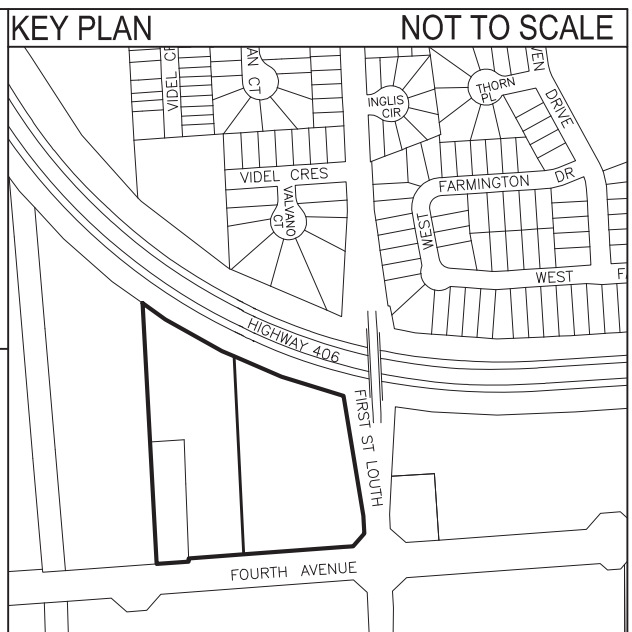 KEY PLAN NOT TO SCALE
VIDEL
CT
INGLIS
CIR
THORN
PL
DRIVE
VIDEL CRES
VALVANO
CT
FARMINGTON DR
WEST
WEST
HIGHWAY 406
FIRST ST LOUTH
FOURTH AVENUE